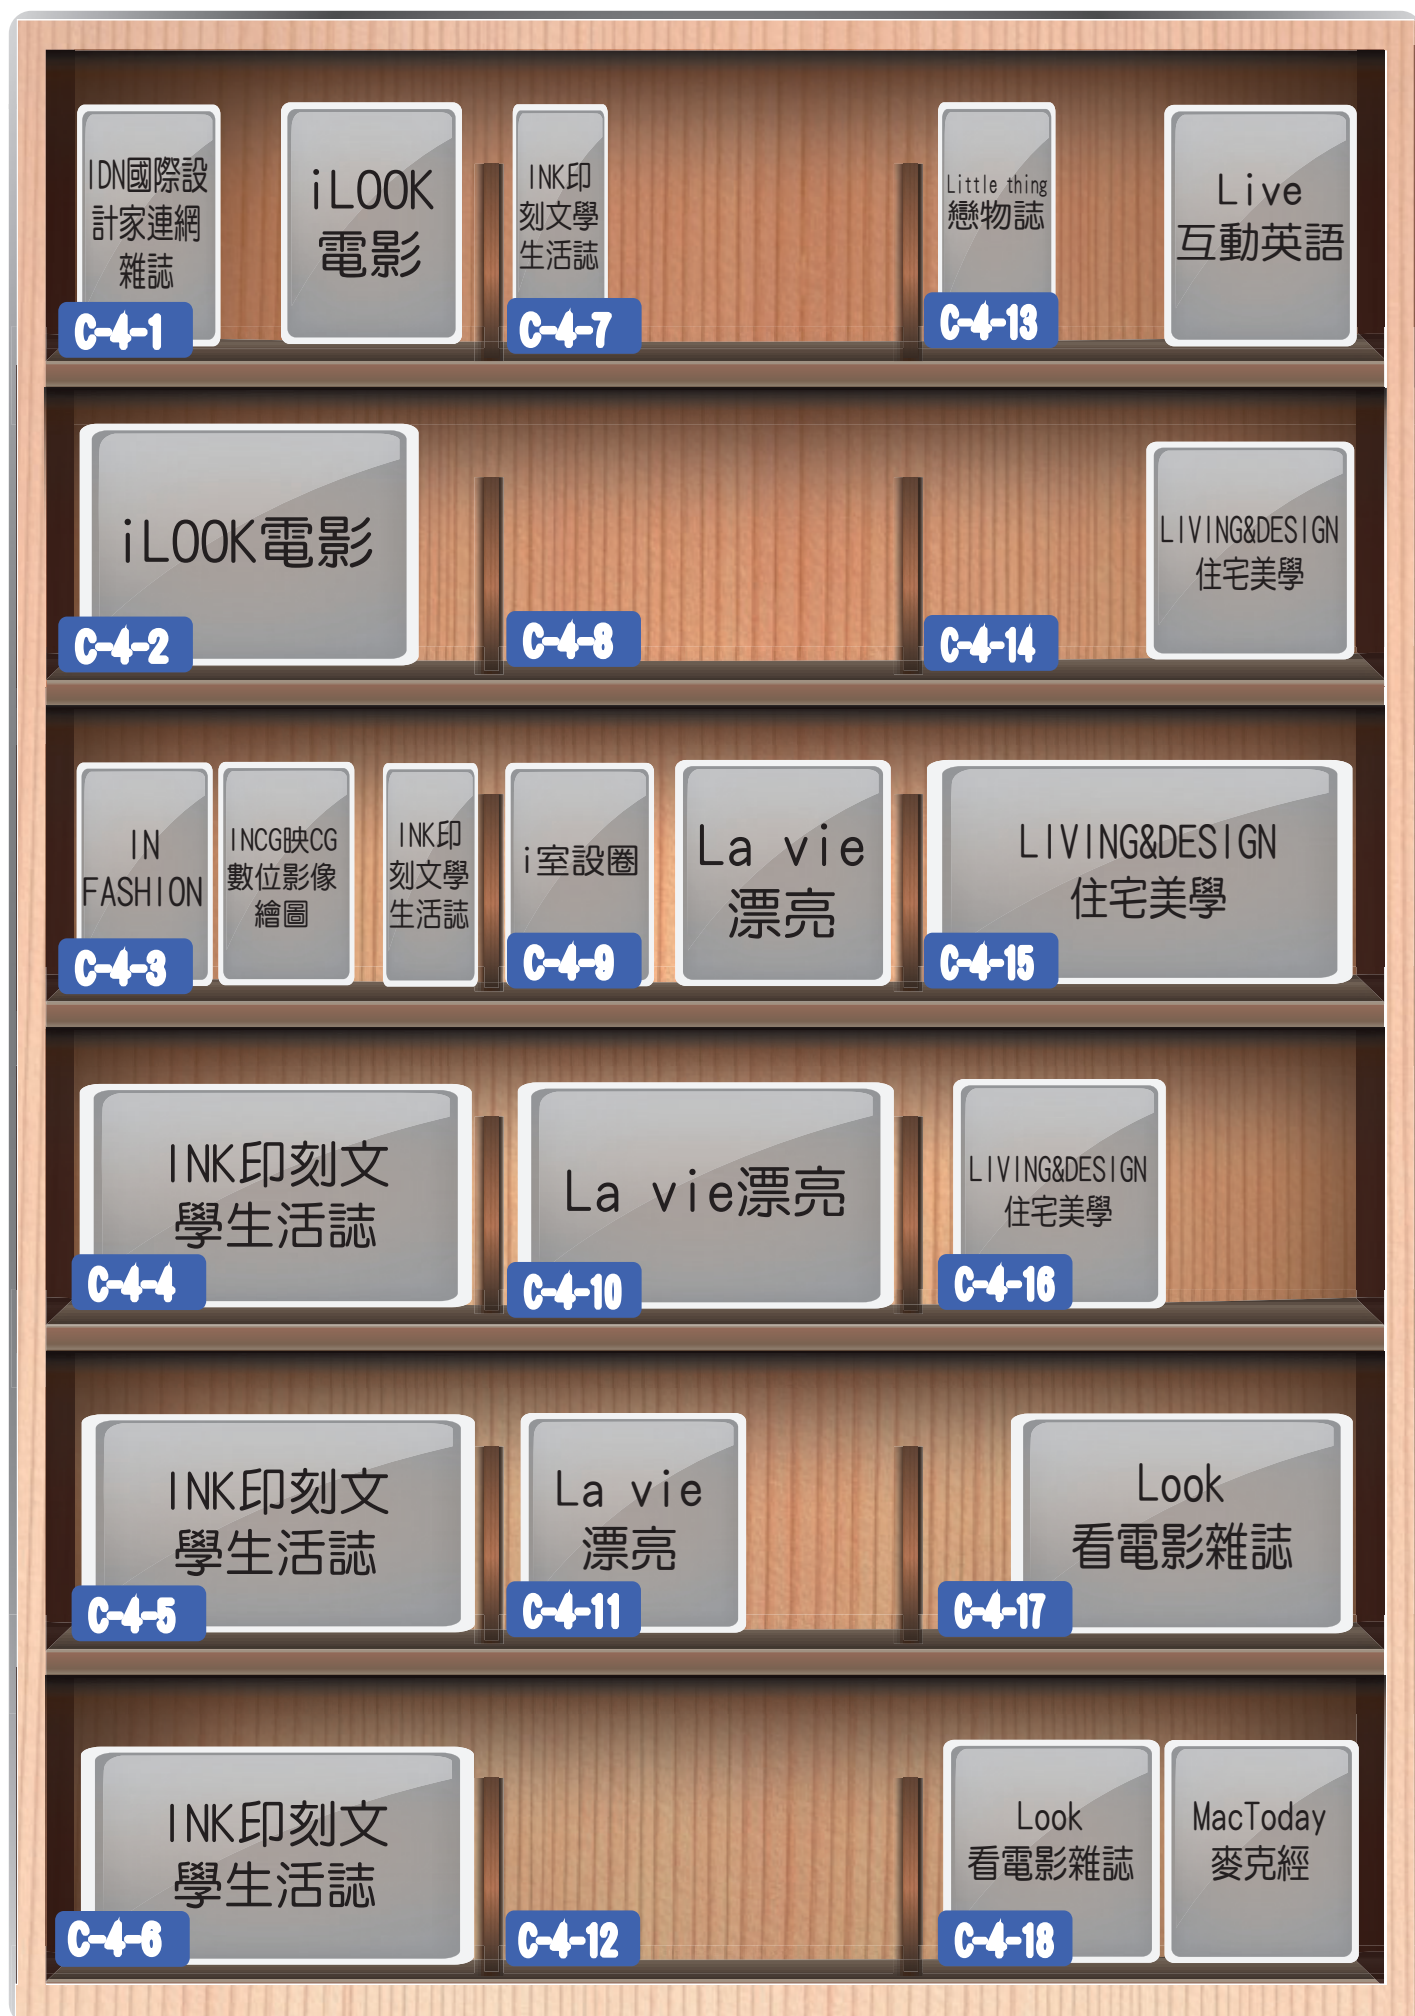 IDN國際設
計家連網
雜誌
C-4-1
iLOOK
電影
INK印
刻文學
生活誌
C-4-7
Little thing
戀物誌
C-4-13
Live
互動英語
iLOOK電影
C-4-2
C-4-8
C-4-14
LIVING&DESIGN
住宅美學
IN
FASHION
C-4-3
INCG映CG
數位影像
繪圖
INK印
刻文學
生活誌
i室設圈
C-4-9
La vie
漂亮
LIVING&DESIGN
住宅美學
C-4-15
INK印刻文
學生活誌
C-4-4
La vie漂亮
C-4-10
LIVING&DESIGN
住宅美學
C-4-16
INK印刻文
學生活誌
C-4-5
La vie
漂亮
C-4-11
Look
看電影雜誌
C-4-17
INK印刻文
學生活誌
C-4-6
C-4-12
Look
看電影雜誌
C-4-18
MacToday
麥克經